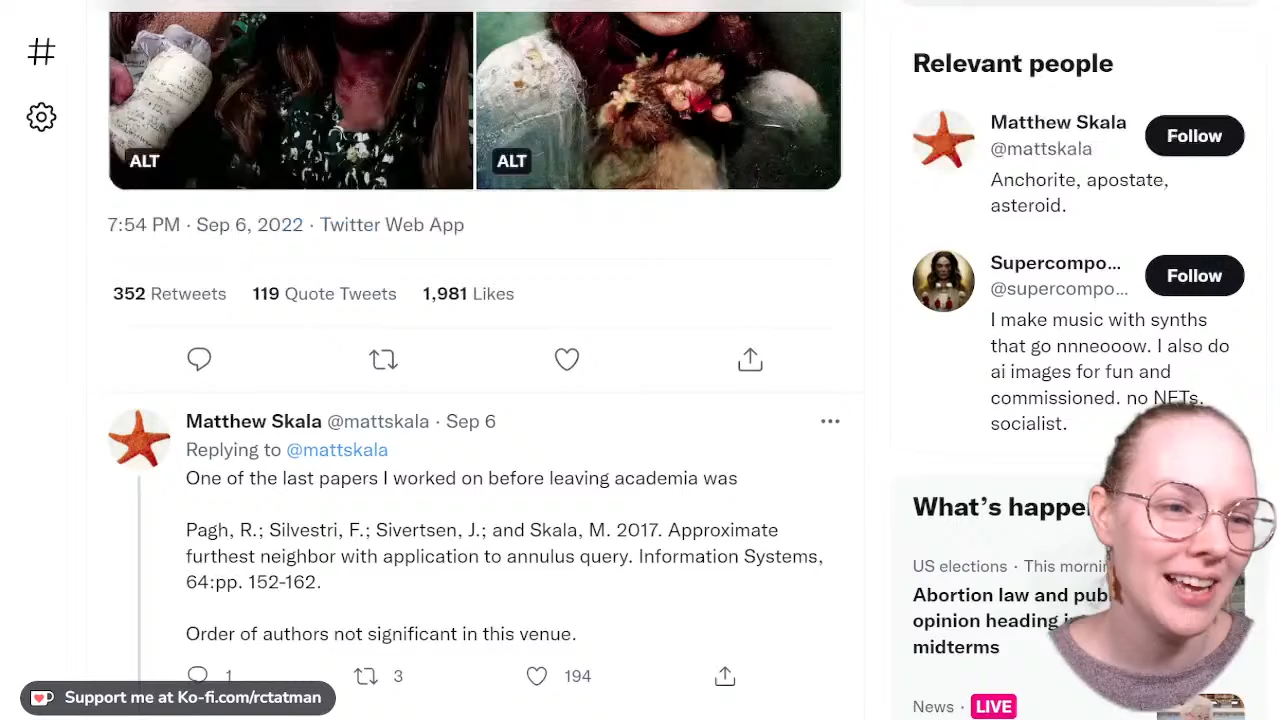 ALT
ALT
7:54 PM · Sep 6, 2022 · Twitter Web App
352 Retweets 119 Quote Tweets 1,981 Likes
Matthew Skala @mattskala · Sep 6
Replying to @mattskala
One of the last papers I worked on before leaving academia was
Pagh, R.; Silvestri, F.; Sivertsen, J.; and Skala, M. 2017. Approximate
furthest neighbor with application to annulus query. Information Systems,
64:pp. 152-162.
Order of authors not significant in this venue.
1 3 194
Support me at Ko-fi.com/rctatman
Relevant people
Matthew Skala
@mattskala
Follow
Anchorite, apostate,
asteroid.
Supercompo...
@supercompo...
Follow
I make music with synths
that go nnneooow. I also do
ai images for fun and
commissioned. no NFTs.
socialist.
What's happe
US elections · This morni
Abortion law and pub
opinion heading i
midterms
News · LIVE